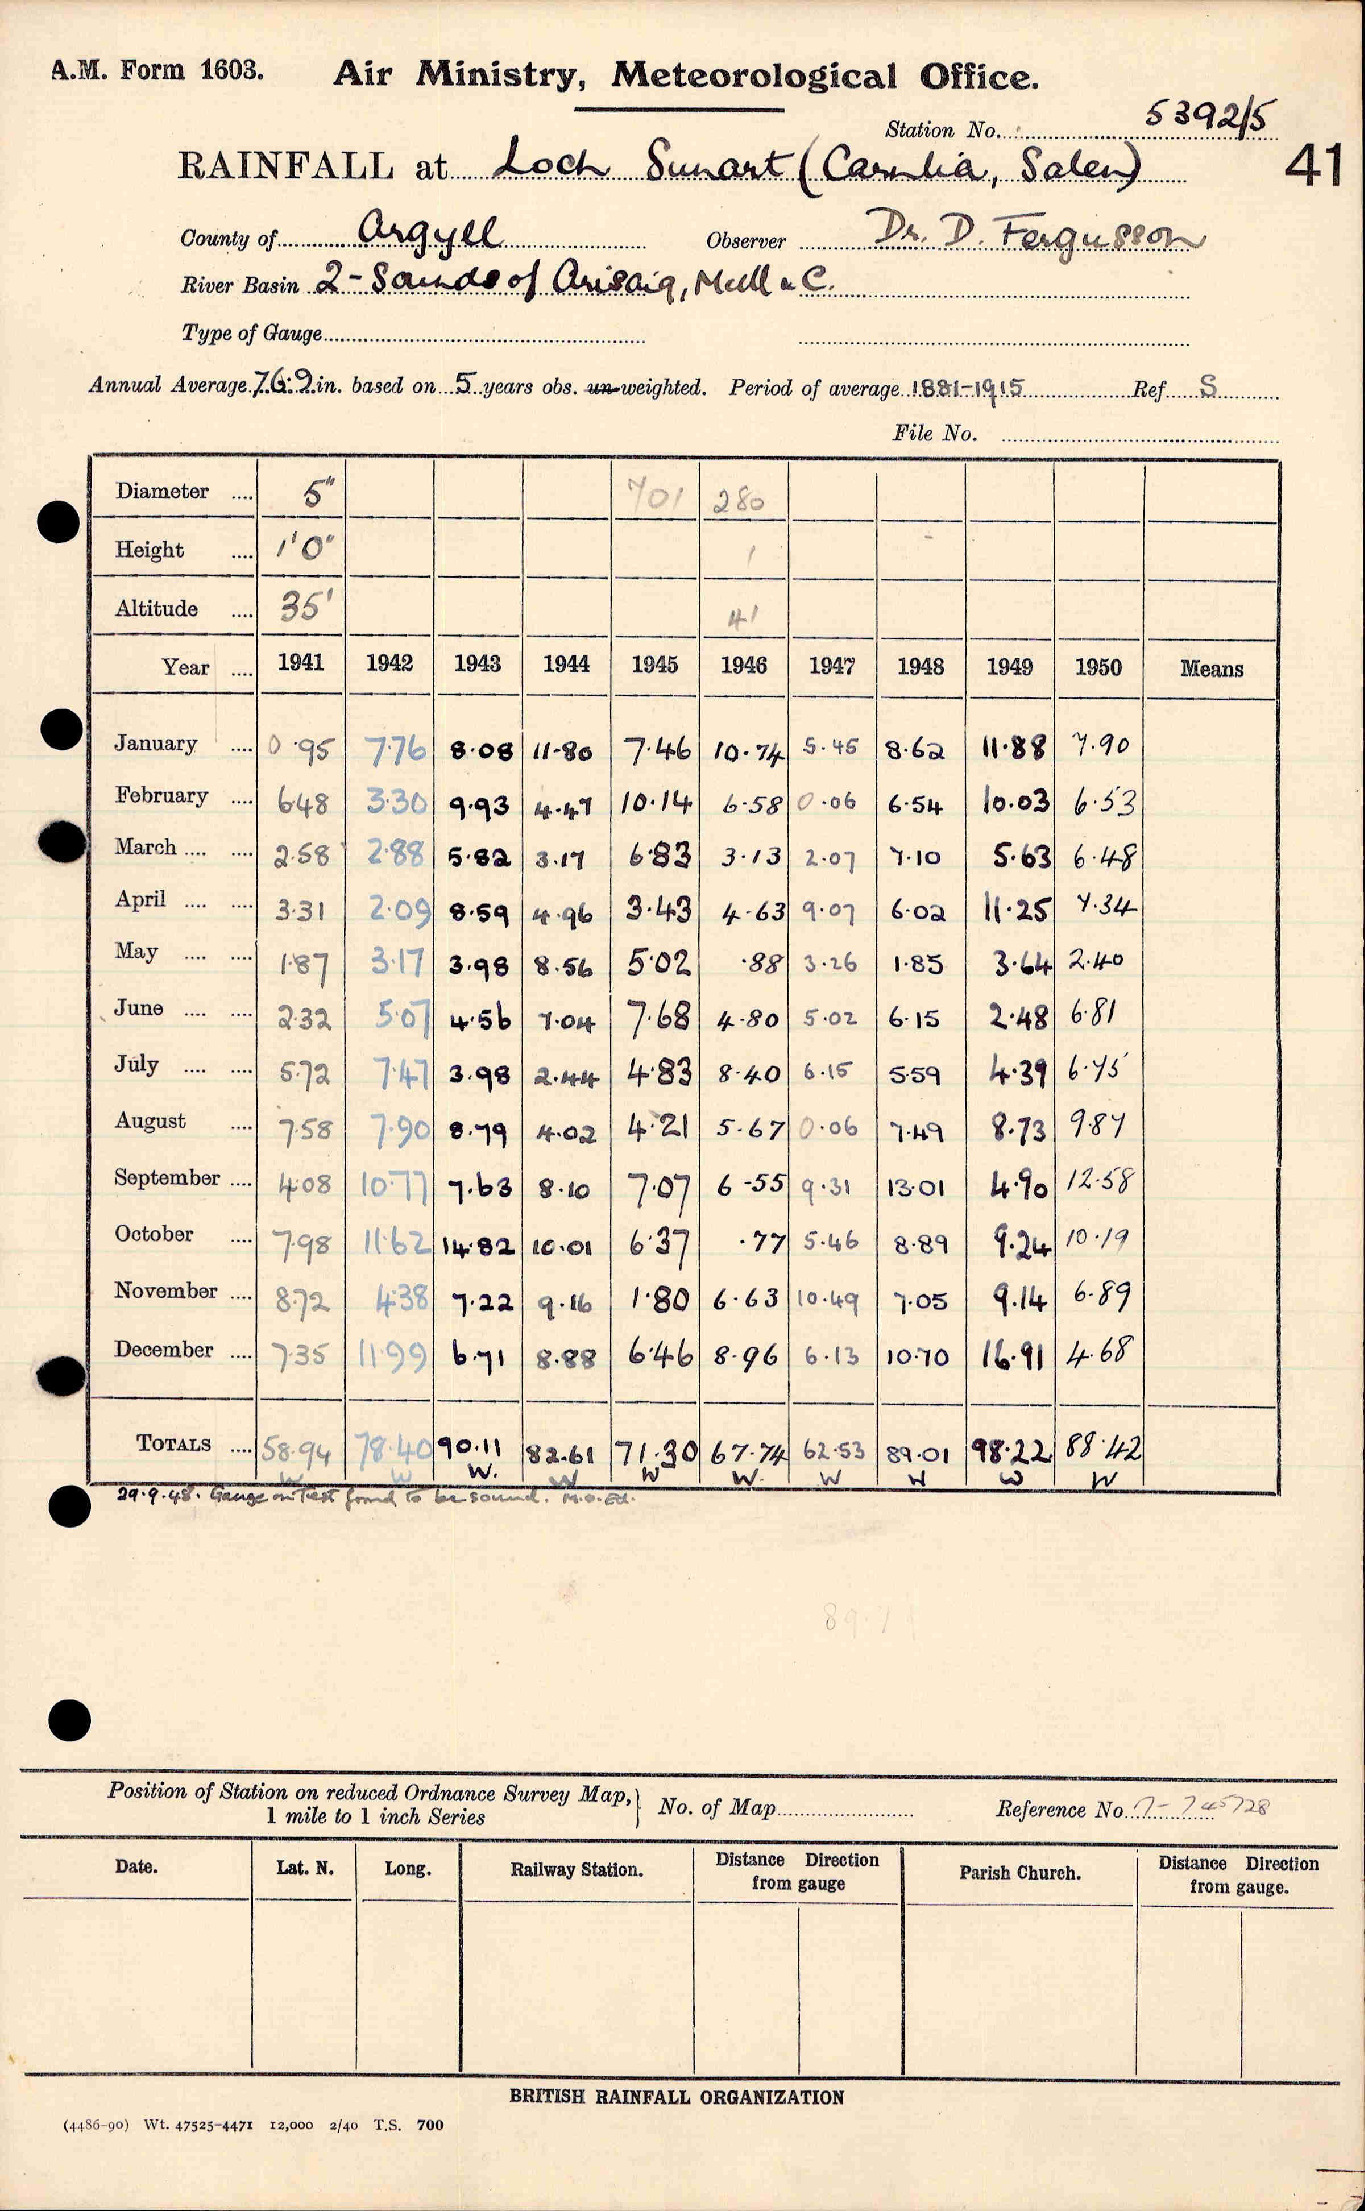 A.M. Form 1603. Air Ministry, Meteorological Office.
Station No. 5392/5
RAINFALL at Loch Sunart (Carnlia, Salen) 41
County of Argyll Observer Dr. D. Fergusson
River Basin 2 - Sounds of Arisaig, Mull &c.
Type of Gauge
Annual Average 76.9 in. based on 5 years obs. un-weighted. Period of average 1881-1915 Ref S
File No.
Diameter 5" 701 280
Height 1'0" 1
Altitude 35' 41
Year 1941 1942 1943 1944 1945 1946 1947 1948 1949 1950 Means
January 0.95 7.76 8.08 11.80 7.46 10.74 5.45 8.62 11.88 7.90
February 6.48 3.30 9.93 4.47 10.14 6.58 0.06 6.54 10.03 6.53
March 2.58 2.88 5.82 3.17 6.83 3.13 2.07 7.10 5.63 6.48
April 3.31 2.09 8.59 4.96 3.43 4.63 9.07 6.02 11.25 7.34
May 1.87 3.17 3.98 8.56 5.02 .88 3.26 1.85 3.64 2.40
June 2.32 5.07 4.56 7.04 7.68 4.80 5.02 6.15 2.48 6.81
July 5.72 7.47 3.98 2.44 4.83 8.40 6.15 5.59 4.39 6.75
August 7.58 7.90 8.79 4.02 4.21 5.67 0.06 7.49 8.73 9.87
September 4.08 10.77 7.63 8.10 7.07 6.55 9.31 13.01 4.90 12.58
October 7.98 11.62 14.82 10.01 6.37 .77 5.46 8.89 9.24 10.19
November 8.72 4.38 7.22 9.16 1.80 6.63 10.49 7.05 9.14 6.89
December 7.35 11.99 6.71 8.88 6.46 8.96 6.13 10.70 16.91 4.68
TOTALS 58.94 78.40 90.11 82.61 71.30 67.74 62.53 89.01 98.22 88.42
W W W. W W W. W W W W
29.9.48. Gauge on Test found to be sound. M.O. Ed.
Position of Station on reduced Ordnance Survey Map,
1 mile to 1 inch Series
No. of Map Reference No.
Date. Lat. N. Long. Railway Station. Distance Direction from gauge Parish Church. Distance Direction from gauge.
BRITISH RAINFALL ORGANIZATION
(4486-90) Wt. 47525-4471 12,000 2/40 T.S. 700